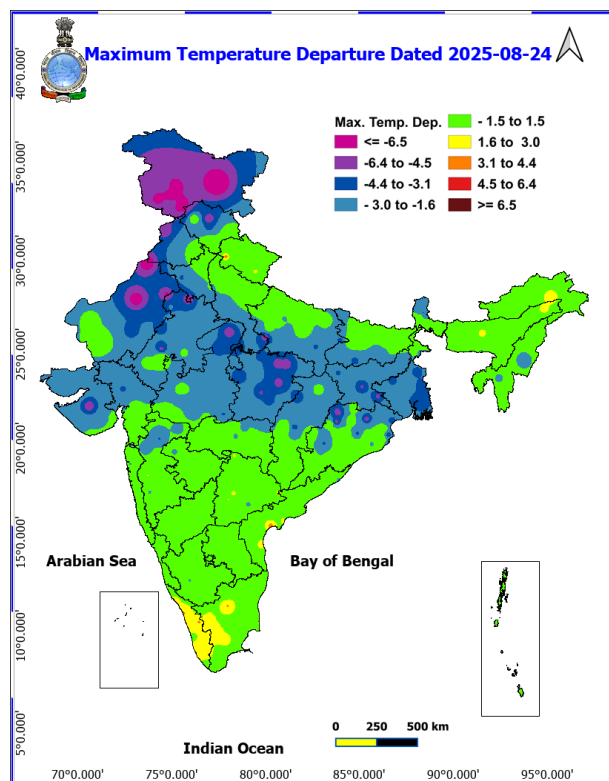 Maximum Temperature Departure Dated 2025-08-24
Max. Temp. Dep.
<= -6.5
-6.4 to -4.5
-4.4 to -3.1
- 3.0 to -1.6
- 1.5 to 1.5
1.6 to 3.0
3.1 to 4.4
4.5 to 6.4
>= 6.5
40°0.000'
35°0.000'
30°0.000'
25°0.000'
20°0.000'
15°0.000'
10°0.000'
5°0.000'
Arabian Sea
Bay of Bengal
0 250 500 km
Indian Ocean
70°0.000' 75°0.000' 80°0.000' 85°0.000' 90°0.000' 95°0.000'